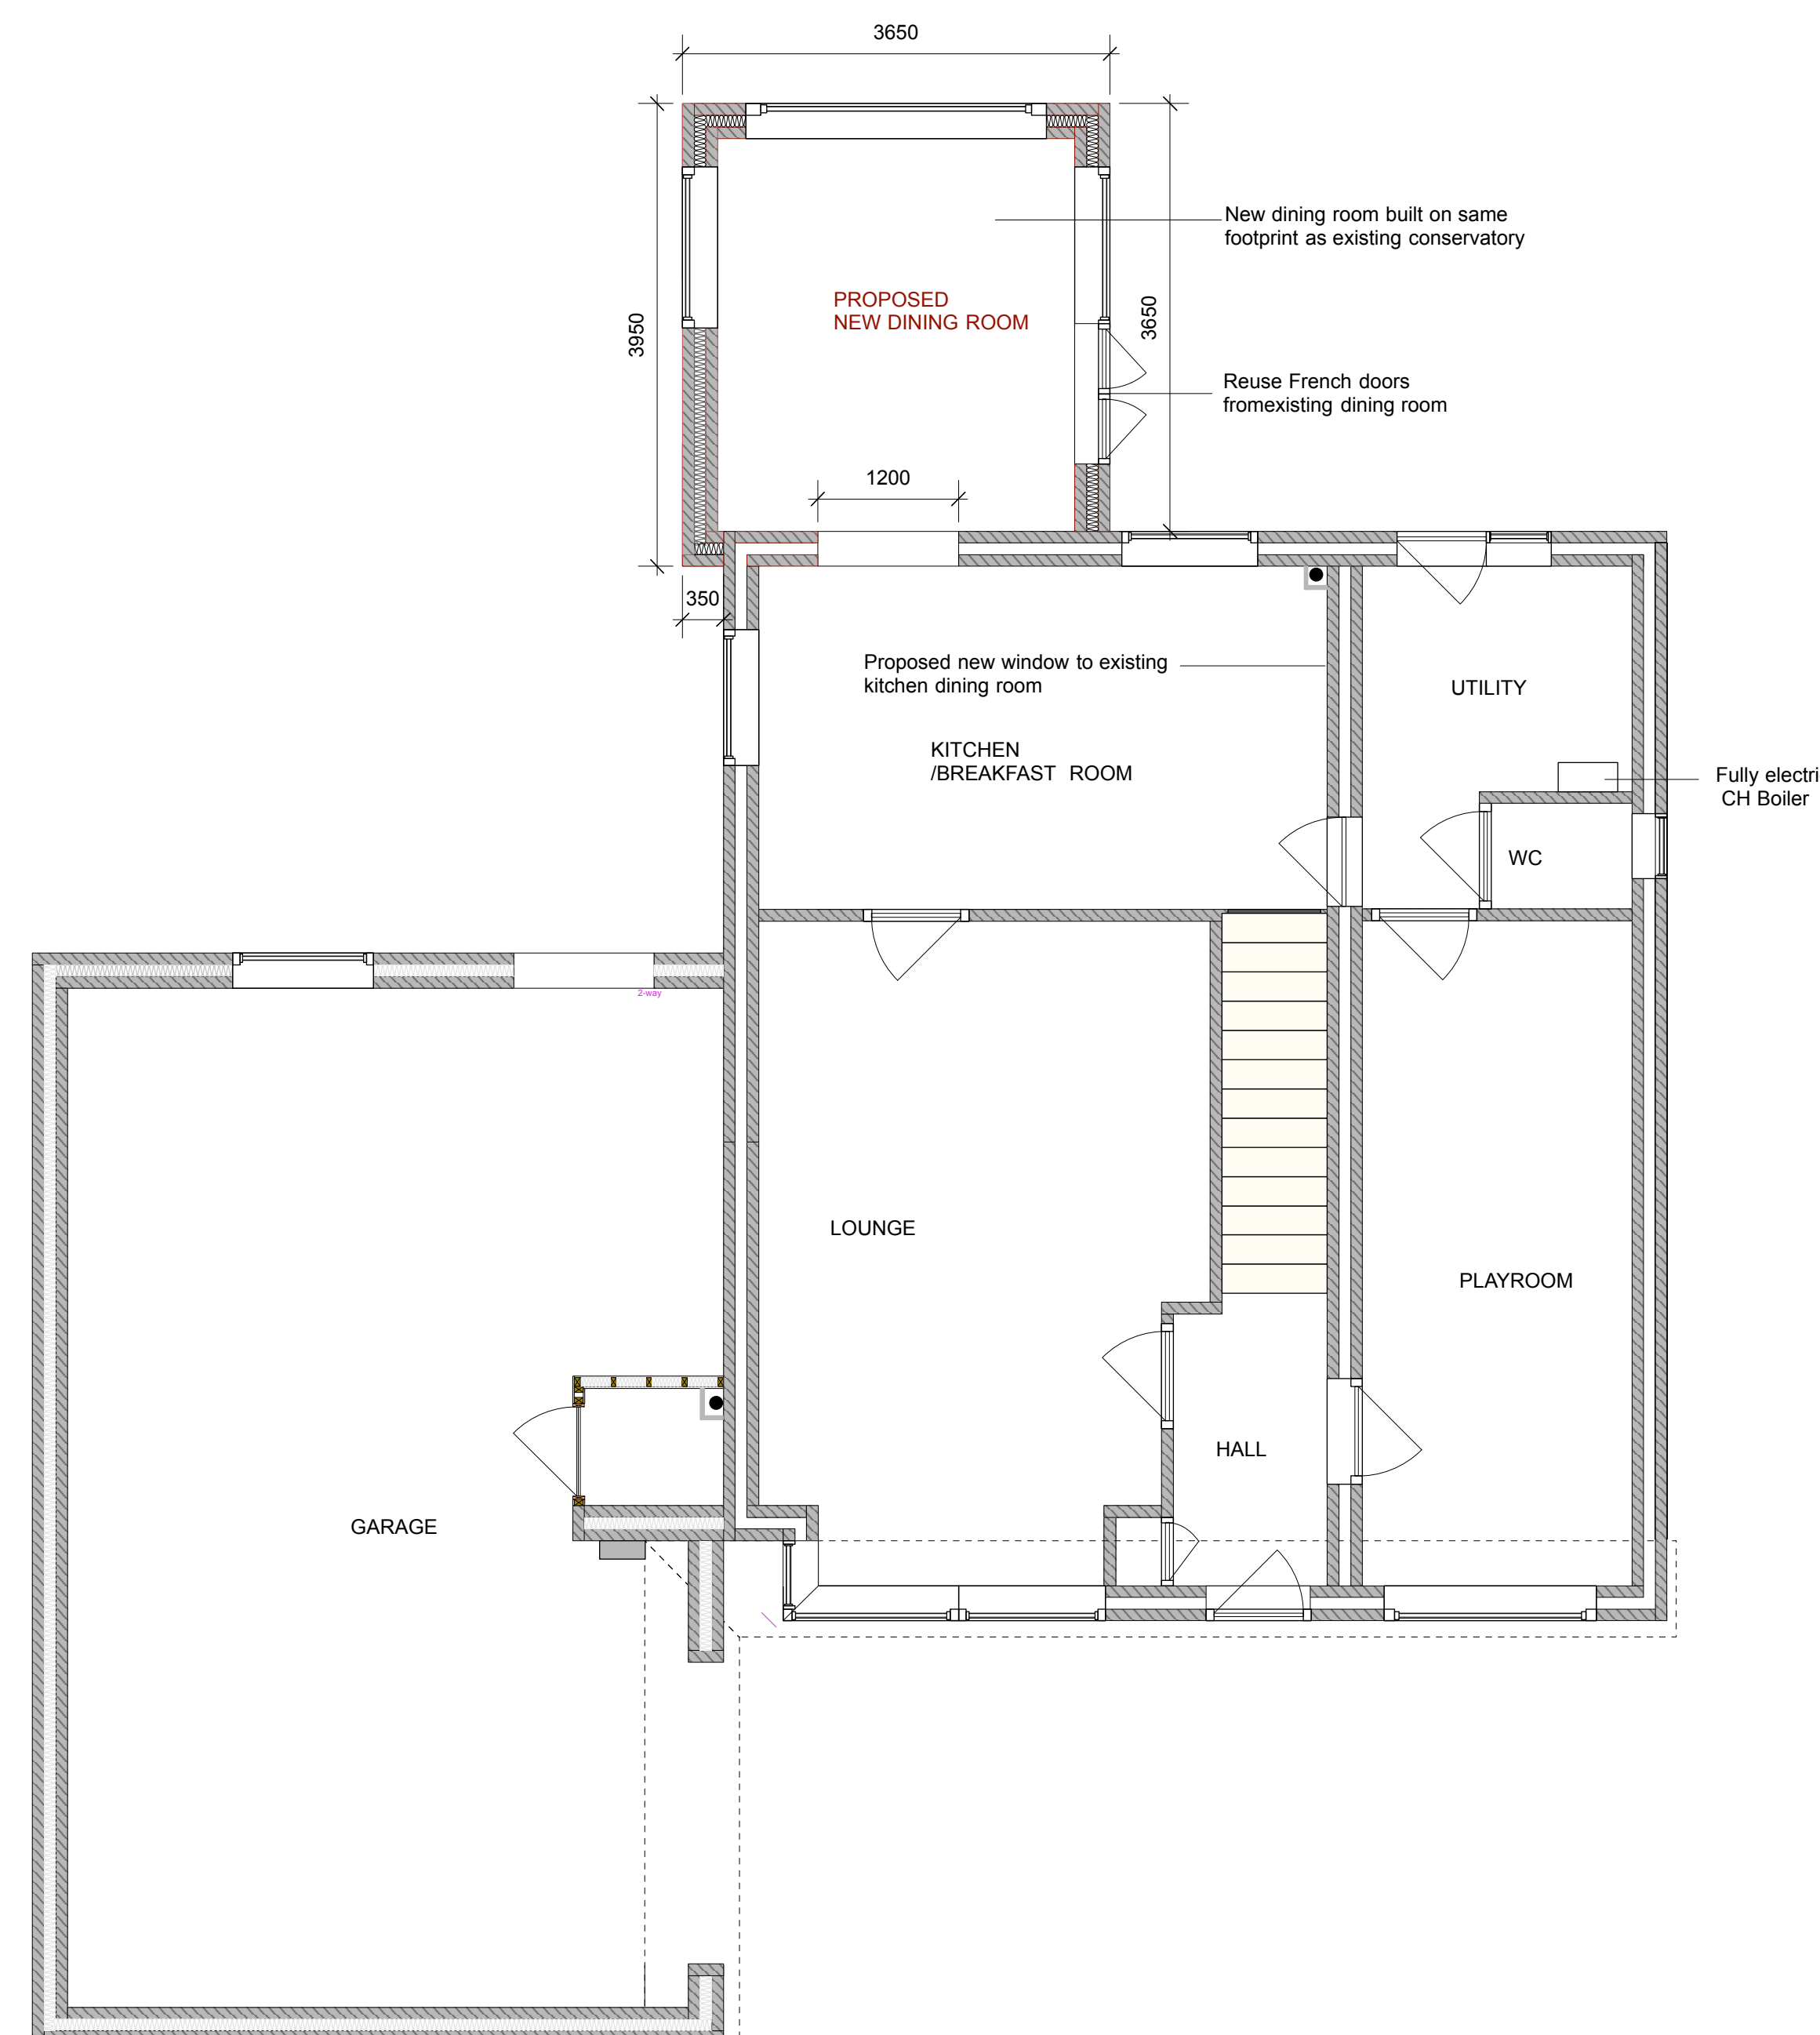 3650
New dining room built on same
footprint as existing conservatory
PROPOSED
NEW DINING ROOM
3950
3650
Reuse French doors
fromexisting dining room
1200
350
Proposed new window to existing
kitchen dining room
UTILITY
KITCHEN
/BREAKFAST ROOM
Fully electri
CH Boiler
WC
2-way
LOUNGE
PLAYROOM
HALL
GARAGE